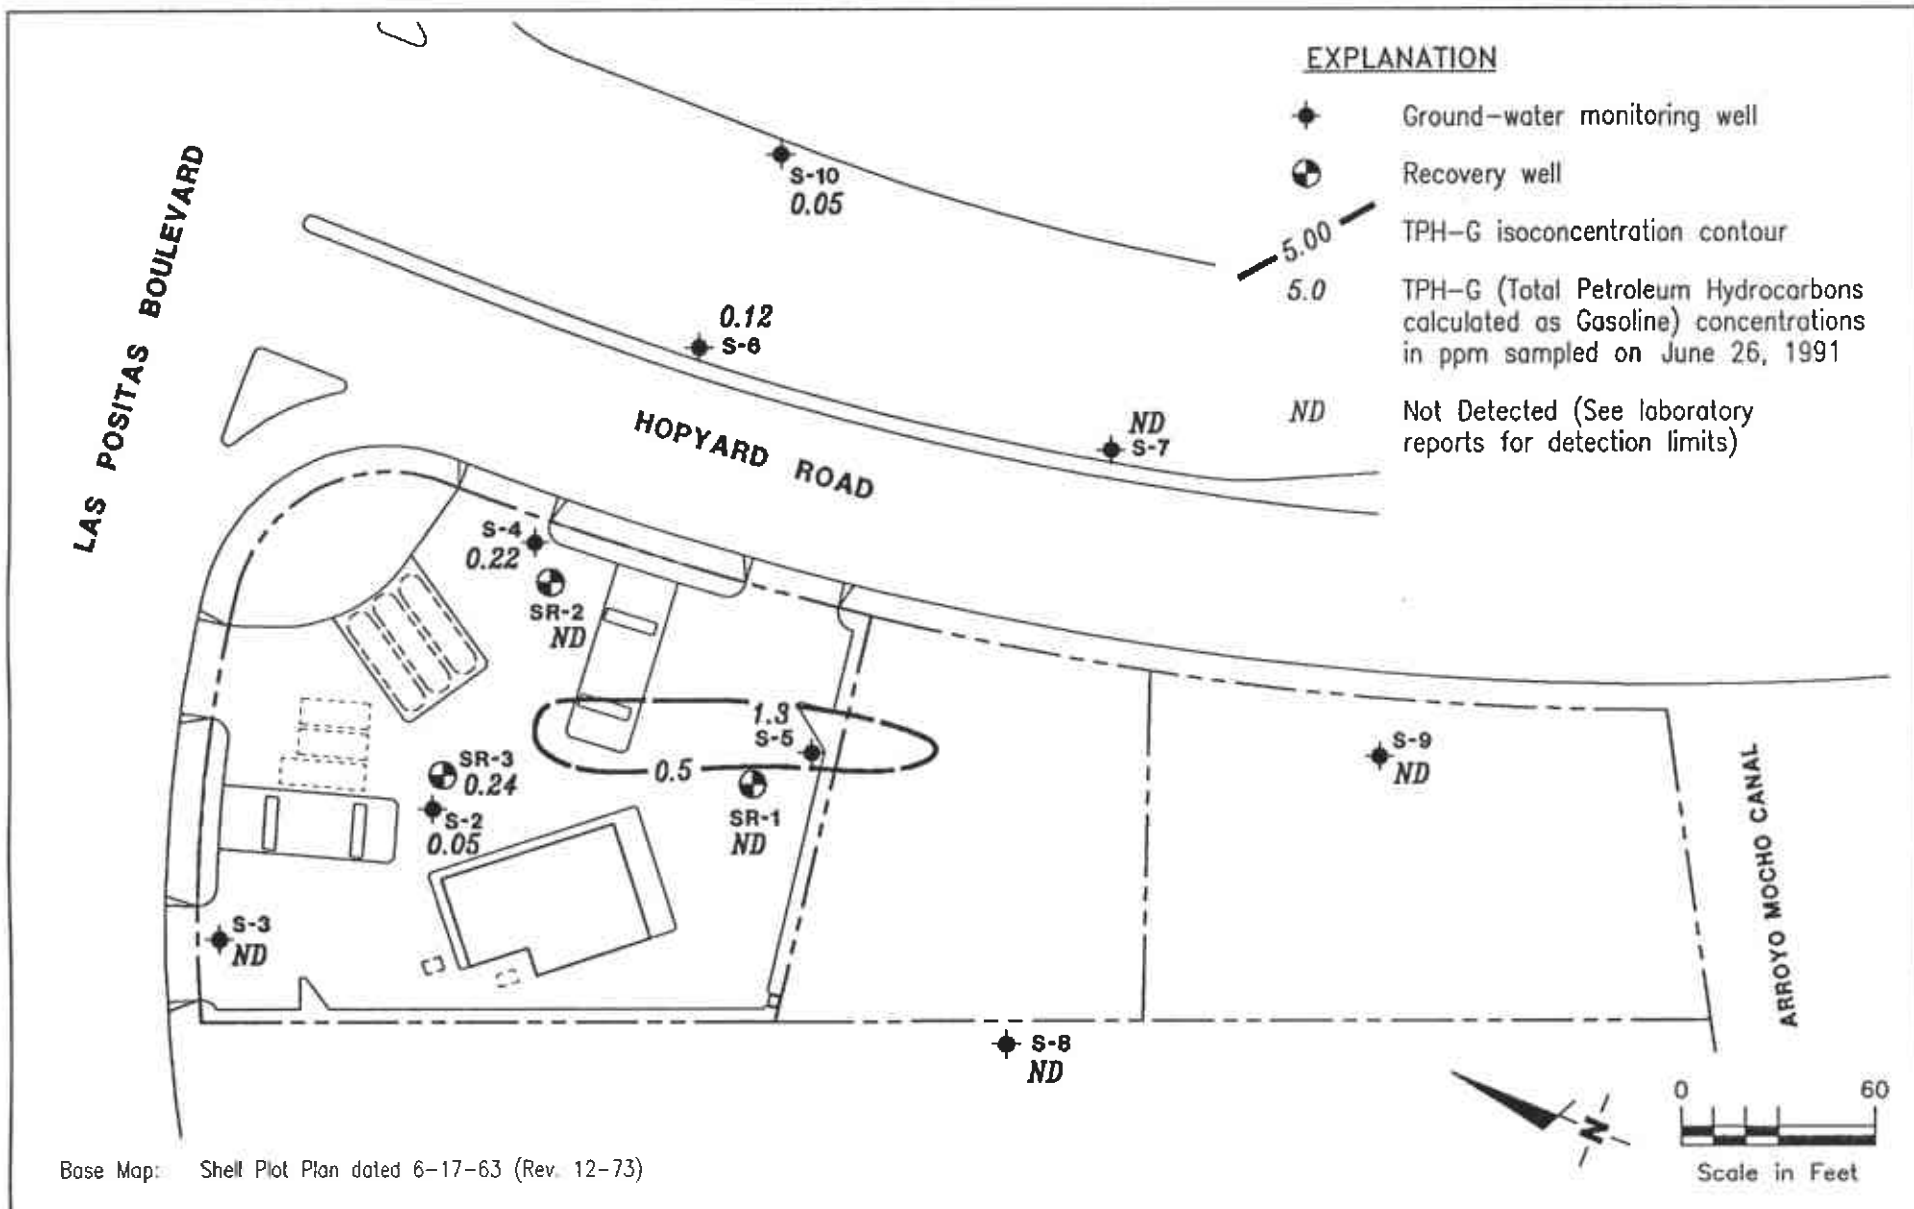 EXPLANATION
Ground-water monitoring well
Recovery well
5.00
TPH-G isoconcentration contour
5.0
TPH-G (Total Petroleum Hydrocarbons
calculated as Gasoline) concentrations
in ppm sampled on June 26, 1991
ND
Not Detected (See laboratory
reports for detection limits)
LAS POSITAS BOULEVARD
S-10
0.05
0.12
S-6
HOPYARD ROAD
ND
S-7
S-4
0.22
SR-2
ND
1.3
S-5
0.5
SR-3
0.24
S-2
0.05
SR-1
ND
S-9
ND
S-3
ND
S-8
ND
ARROYO MOCHO CANAL
N
0 60
Scale in Feet
Base Map: Shell Plot Plan dated 6-17-63 (Rev. 12-73)